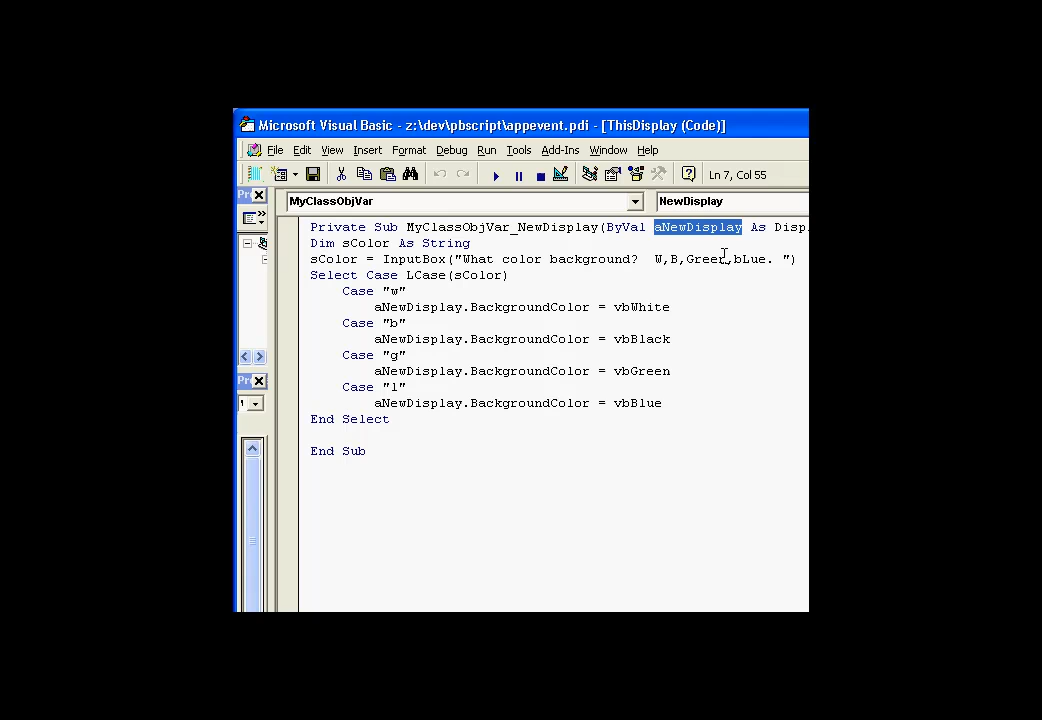 Microsoft Visual Basic - z:\dev\pbscript\appevent.pdi - [ThisDisplay (Code)]
File Edit View Insert Format Debug Run Tools Add-Ins Window Help
Ln 7, Col 55
MyClassObjVar NewDisplay
Private Sub MyClassObjVar_NewDisplay(ByVal aNewDisplay As Disp
Dim sColor As String
sColor = InputBox("What color background?  W,B,Green,bLue. ")
Select Case LCase(sColor)
Case "w"
aNewDisplay.BackgroundColor = vbWhite
Case "b"
aNewDisplay.BackgroundColor = vbBlack
Case "g"
aNewDisplay.BackgroundColor = vbGreen
Case "l"
aNewDisplay.BackgroundColor = vbBlue
End Select
End Sub